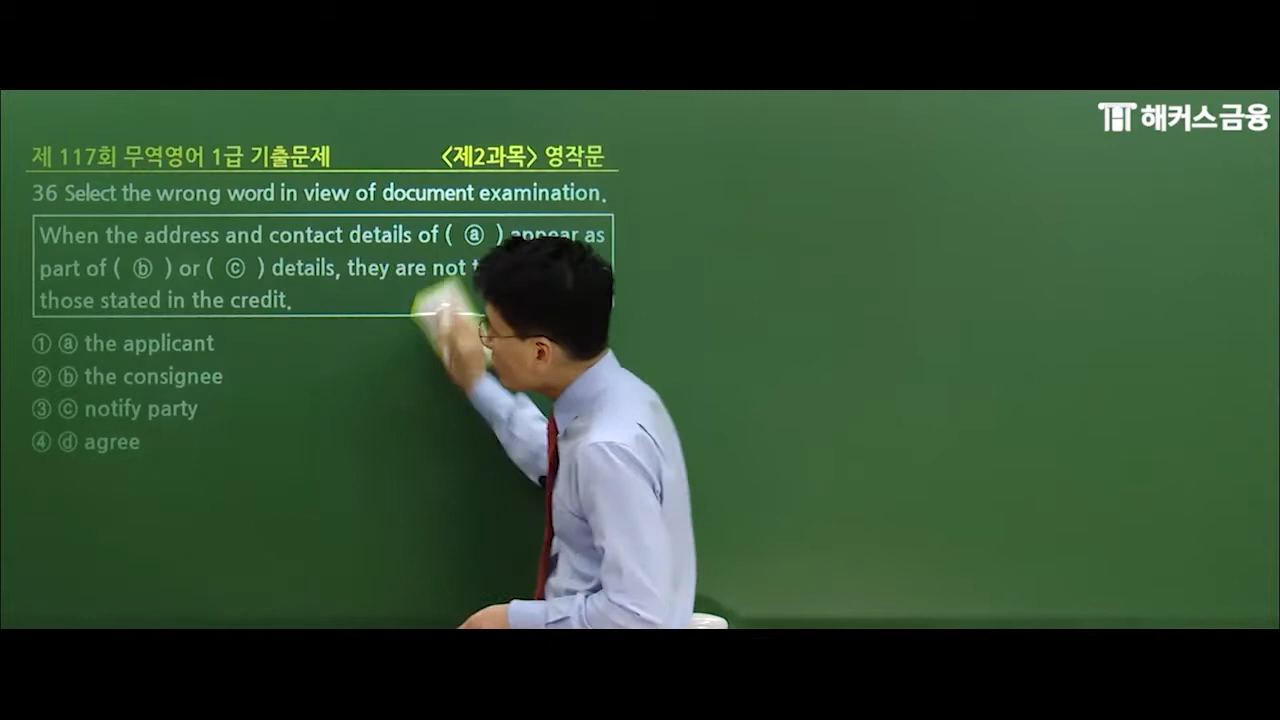 해커스금융
제 117회 무역영어 1급 기출문제 <제2과목> 영작문
36 Select the wrong word in view of document examination.
When the address and contact details of ( ⓐ ) appear as
part of ( ⓑ ) or ( ⓒ ) details, they are not
those stated in the credit.
① ⓐ the applicant
② ⓑ the consignee
③ ⓒ notify party
④ ⓓ agree